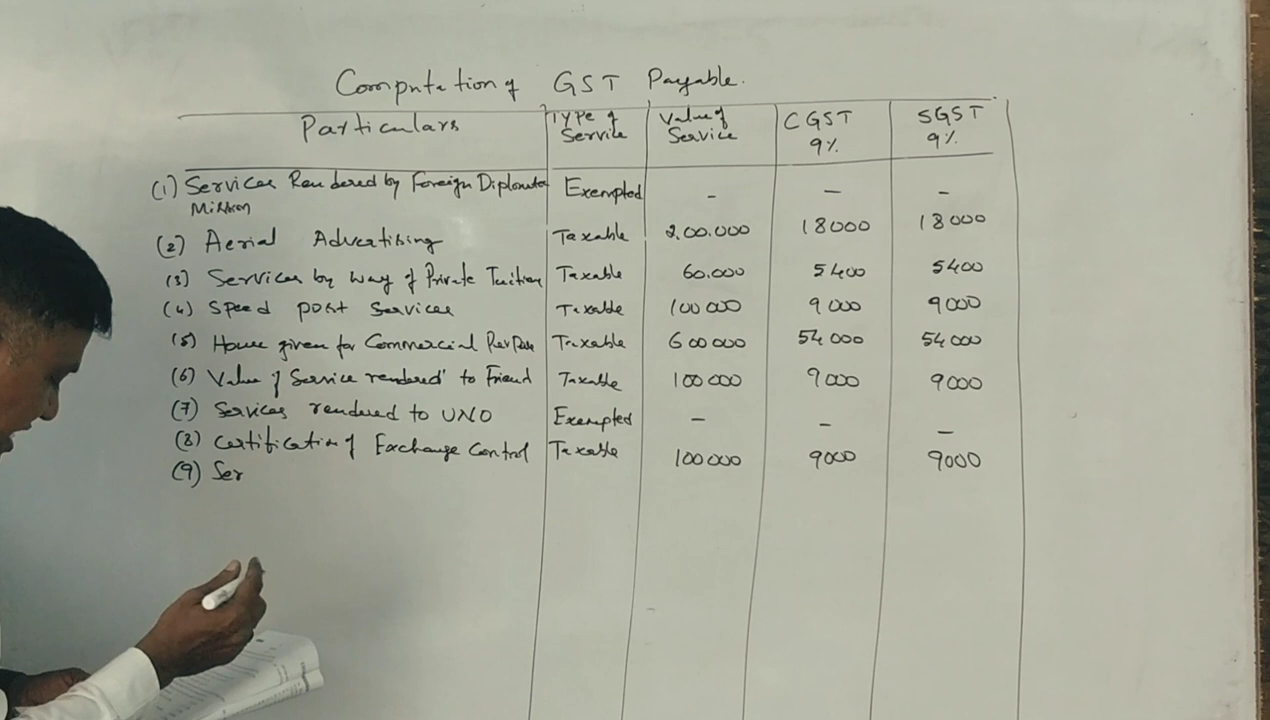 Computation of GST Payable.
Particulars Type of Service Value of Service CGST 9% SGST 9%
(1) Services Rendered by Foreign Diplomatic Mission Exempted - - -
(2) Aerial Advertising Taxable 2,00,000 18000 18000
(3) Services by way of Private Tuition Taxable 60,000 5400 5400
(4) Speed post Services Taxable 100000 9000 9000
(5) House given for Commercial Purpose Taxable 600000 54000 54000
(6) Value of Service rendered to Friend Taxable 100000 9000 9000
(7) Services rendered to UNO Exempted - - -
(8) Certification of Exchange Control Taxable 100000 9000 9000
(9) Ser